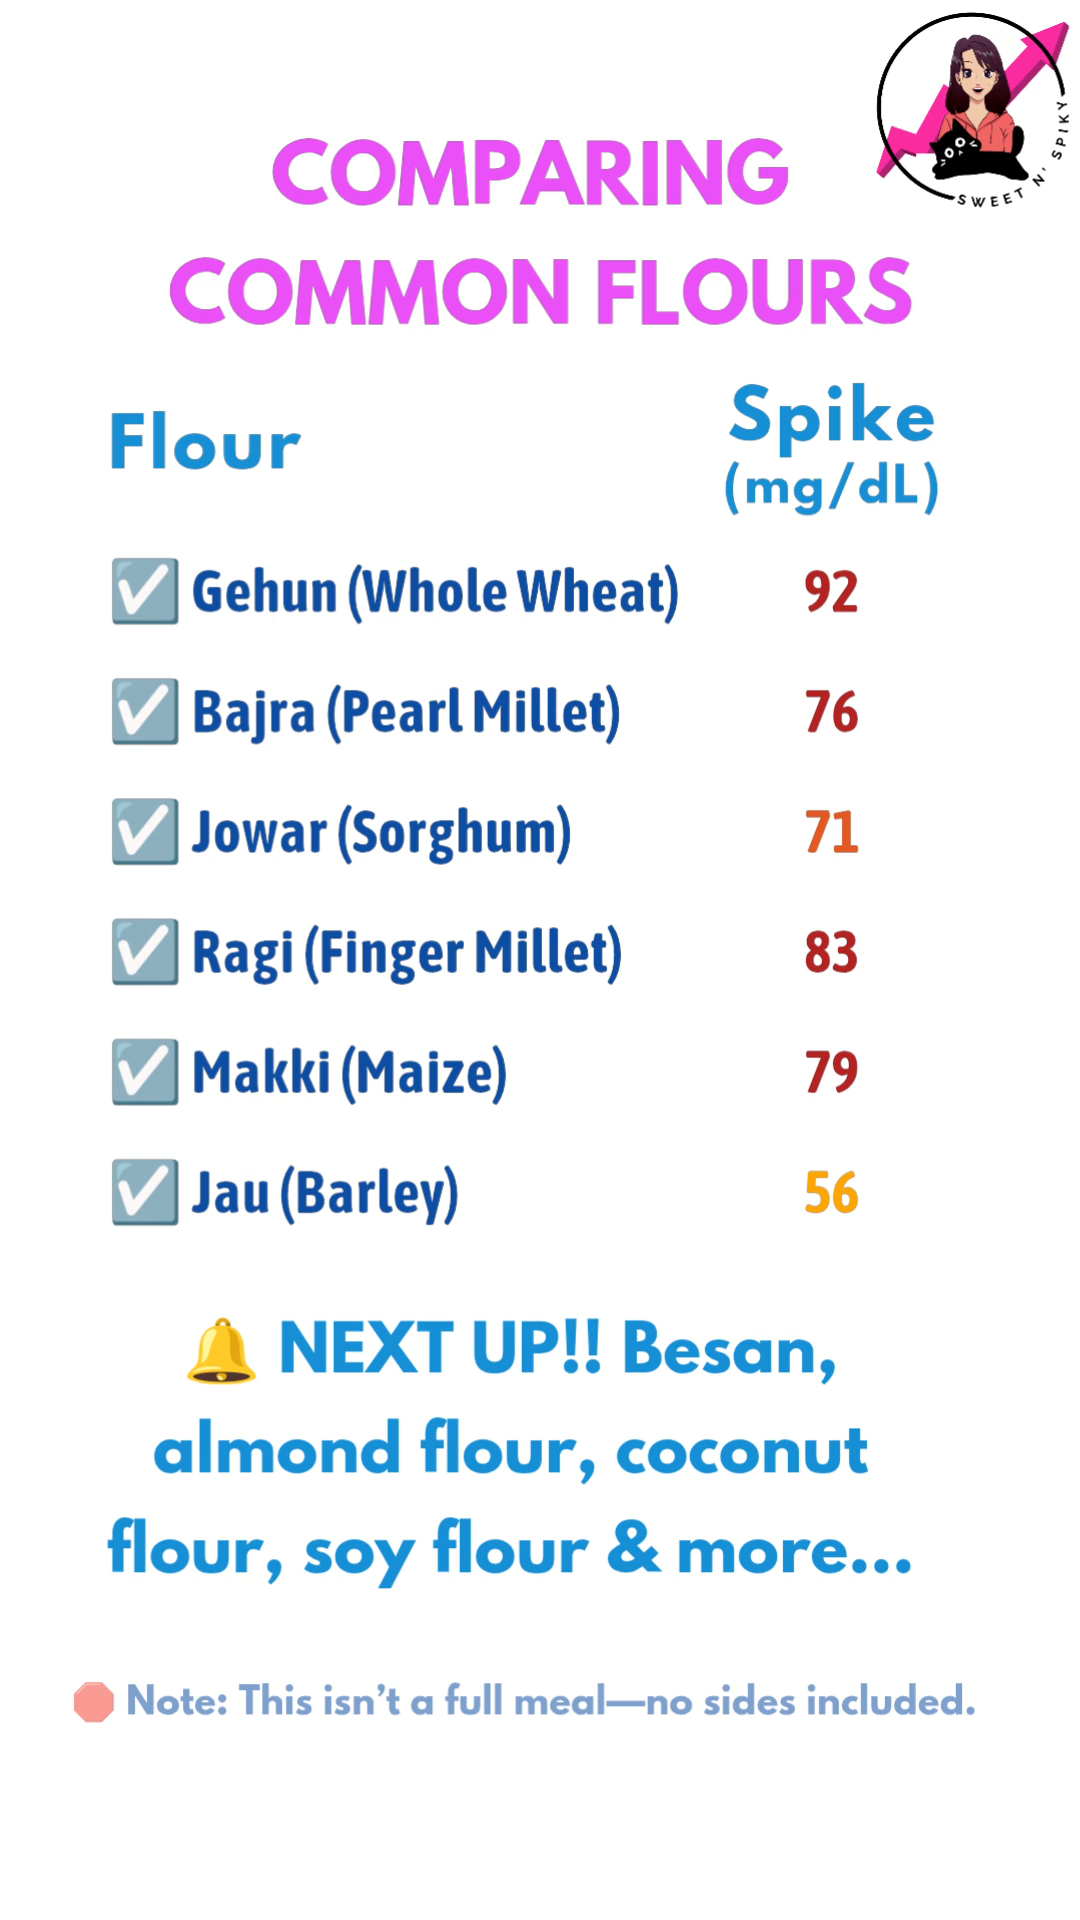 SWEET N' SPIKY
COMPARING
COMMON FLOURS
Flour Spike
(mg/dL)
Gehun (Whole Wheat) 92
Bajra (Pearl Millet) 76
Jowar (Sorghum) 71
Ragi (Finger Millet) 83
Makki (Maize) 79
Jau (Barley) 56
NEXT UP!! Besan,
almond flour, coconut
flour, soy flour & more...
Note: This isn’t a full meal—no sides included.